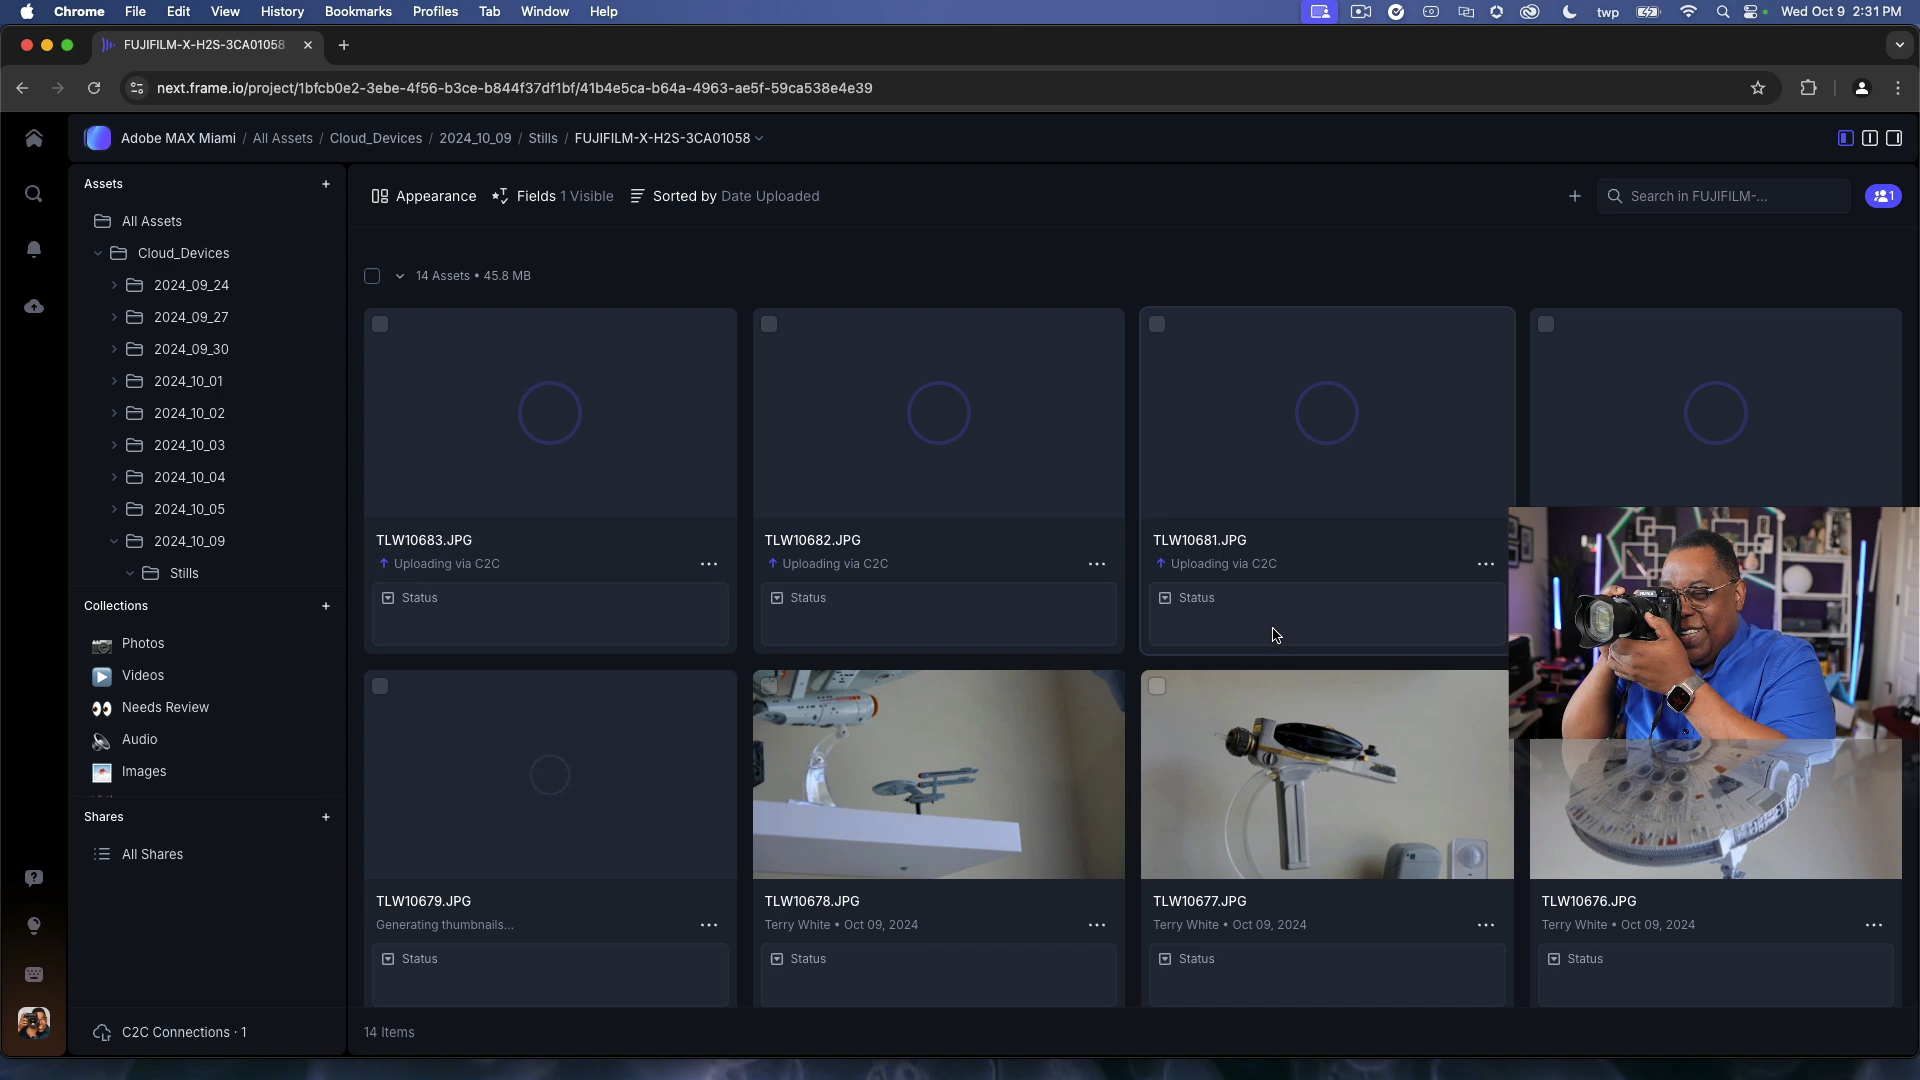 Chrome File Edit View History Bookmarks Profiles Tab Window Help
twp Wed Oct 9 2:31 PM
FUJIFILM-X-H2S-3CA01058
next.frame.io/project/1bfcb0e2-3ebe-4f56-b3ce-b844f37df1bf/41b4e5ca-b64a-4963-ae5f-59ca538e4e39
Adobe MAX Miami / All Assets / Cloud_Devices / 2024_10_09 / Stills / FUJIFILM-X-H2S-3CA01058
Assets +
All Assets
Cloud_Devices
2024_09_24
2024_09_27
2024_09_30
2024_10_01
2024_10_02
2024_10_03
2024_10_04
2024_10_05
2024_10_09
Stills
Collections +
Photos
Videos
Needs Review
Audio
Images
Shares +
All Shares
C2C Connections · 1
Appearance Fields 1 Visible Sorted by Date Uploaded
Search in FUJIFILM-...
1
14 Assets • 45.8 MB
TLW10683.JPG
Uploading via C2C
Status
TLW10682.JPG
Uploading via C2C
Status
TLW10681.JPG
Uploading via C2C
Status
TLW10679.JPG
Generating thumbnails...
Status
TLW10678.JPG
Terry White • Oct 09, 2024
Status
TLW10677.JPG
Terry White • Oct 09, 2024
Status
TLW10676.JPG
Terry White • Oct 09, 2024
Status
14 Items